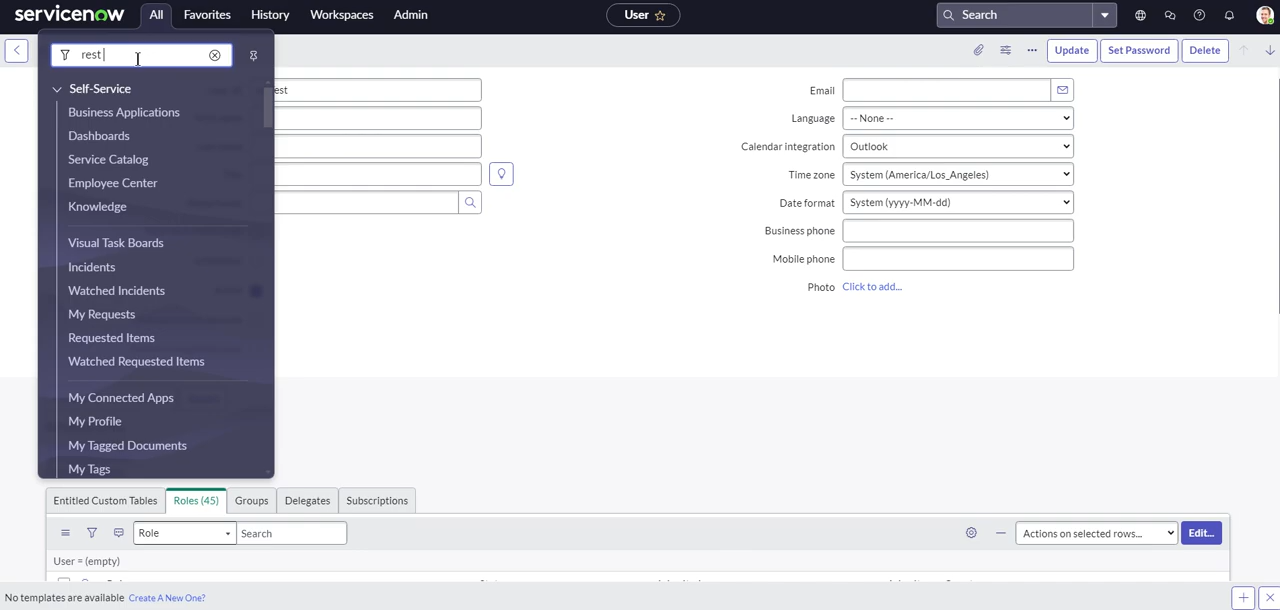 servicenow All Favorites History Workspaces Admin User Search
rest
Update Set Password Delete
Self-Service
Business Applications
Dashboards
Service Catalog
Employee Center
Knowledge
Visual Task Boards
Incidents
Watched Incidents
My Requests
Requested Items
Watched Requested Items
My Connected Apps
My Profile
My Tagged Documents
My Tags
est
Email
Language -- None --
Calendar integration Outlook
Time zone System (America/Los_Angeles)
Date format System (yyyy-MM-dd)
Business phone
Mobile phone
Photo Click to add...
Entitled Custom Tables Roles (45) Groups Delegates Subscriptions
Role Search Actions on selected rows... Edit...
User = (empty)
No templates are available Create A New One?